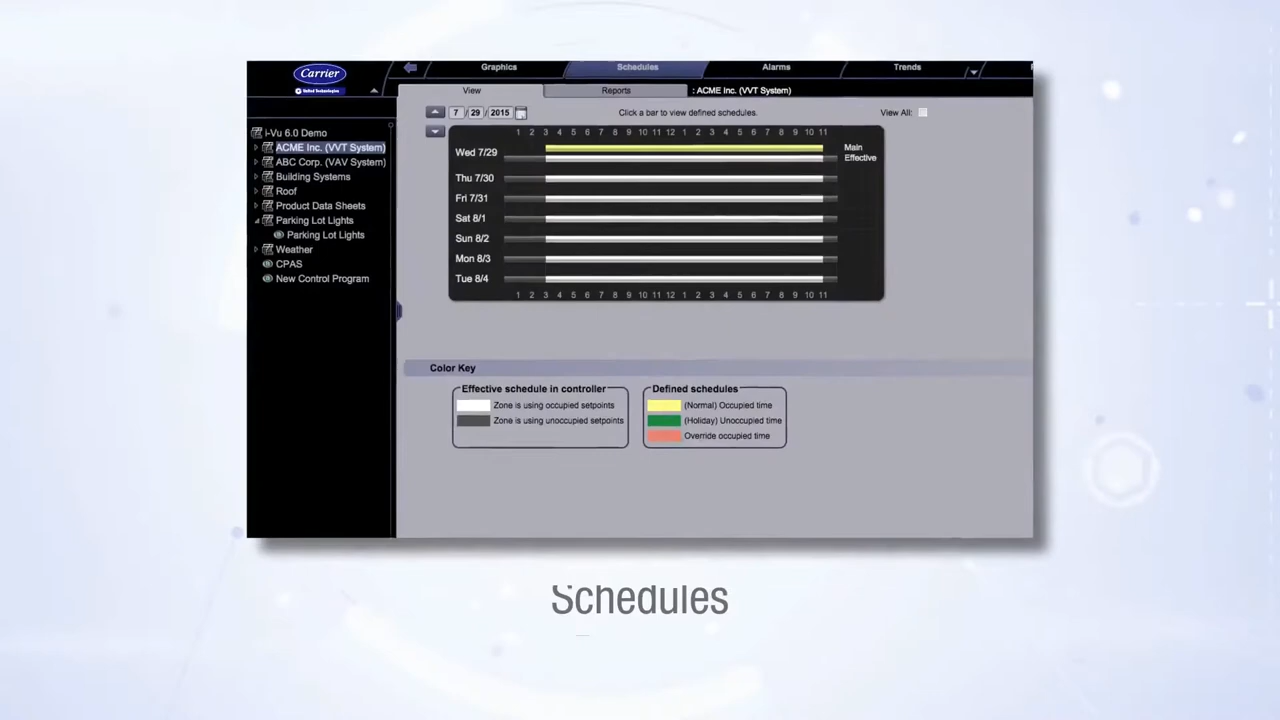 Carrier
United Technologies
Graphics
Schedules
Alarms
Trends
View
Reports
: ACME Inc. (VVT System)
7 / 29 / 2015
Click a bar to view defined schedules.
View All:
i-Vu 6.0 Demo
ACME Inc. (VVT System)
ABC Corp. (VAV System)
Building Systems
Roof
Product Data Sheets
Parking Lot Lights
Parking Lot Lights
Weather
CPAS
New Control Program
1 2 3 4 5 6 7 8 9 10 11 12 1 2 3 4 5 6 7 8 9 10 11
Wed 7/29
Main
Effective
Thu 7/30
Fri 7/31
Sat 8/1
Sun 8/2
Mon 8/3
Tue 8/4
1 2 3 4 5 6 7 8 9 10 11 12 1 2 3 4 5 6 7 8 9 10 11
Color Key
Effective schedule in controller
Zone is using occupied setpoints
Zone is using unoccupied setpoints
Defined schedules
(Normal) Occupied time
(Holiday) Unoccupied time
Override occupied time
Schedules